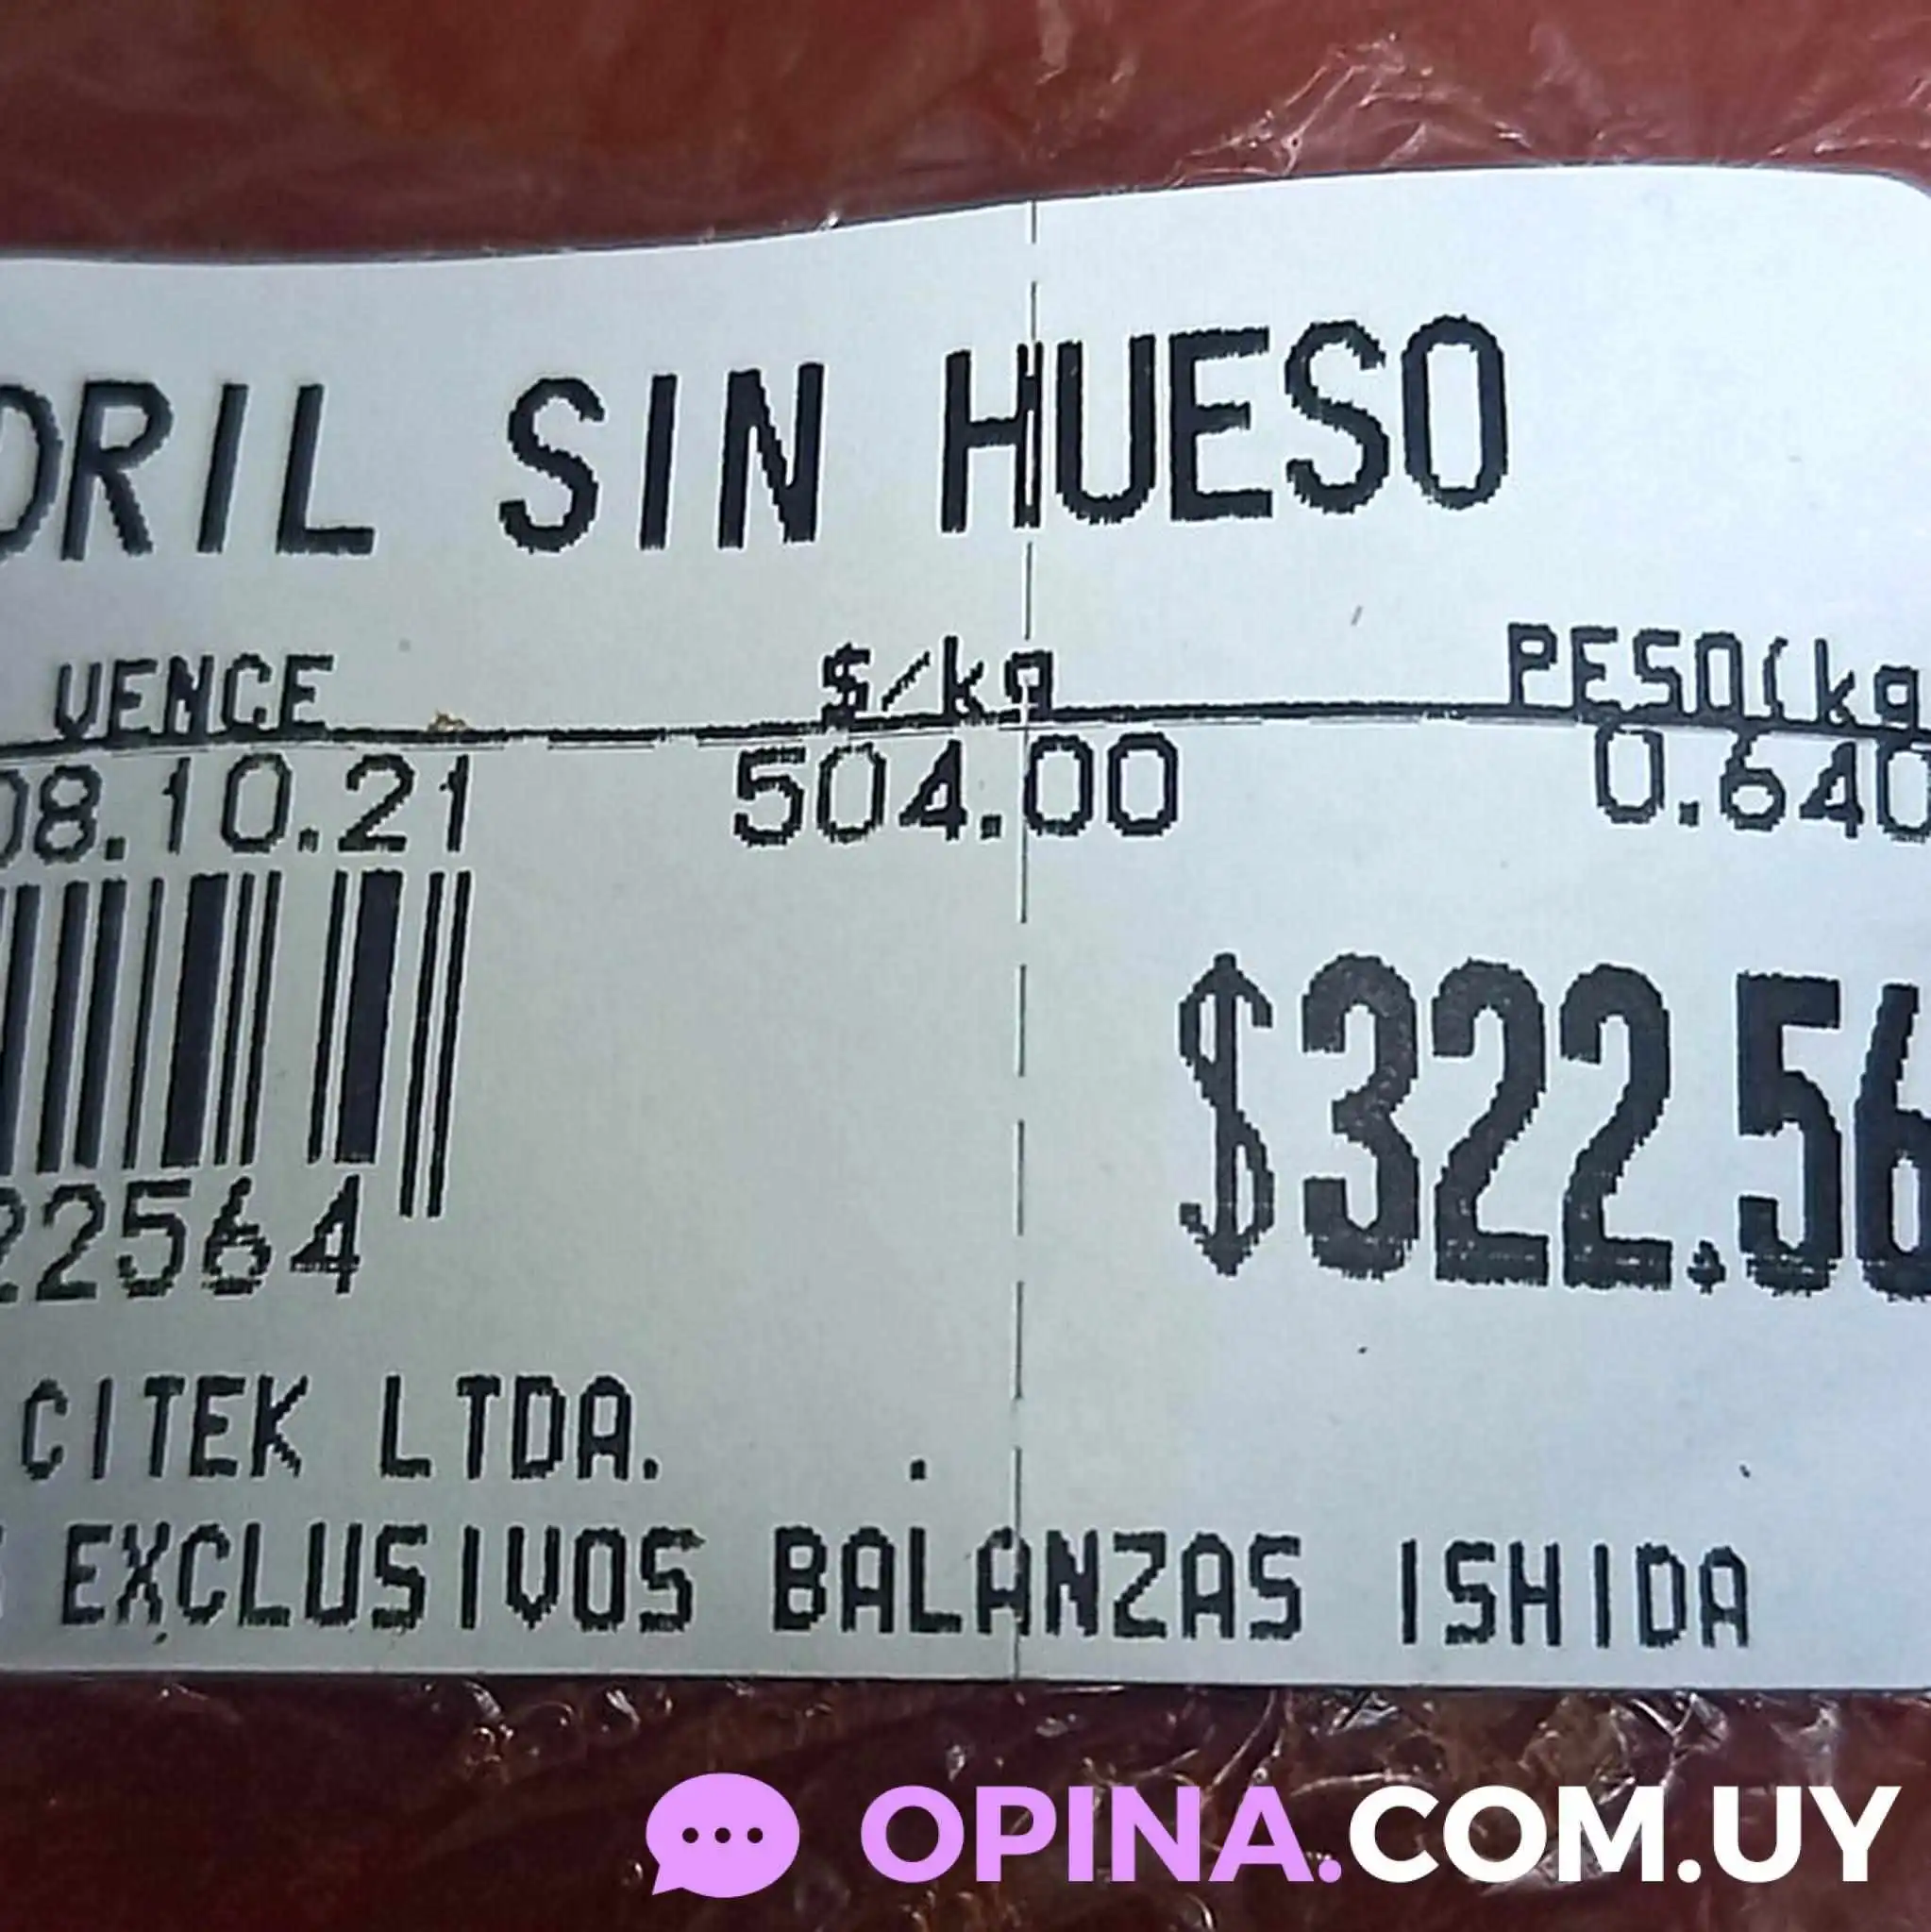 DRIL SIN HUESO
VENCE $/kg PESO(kg
08.10.21 504.00 0.640
$322.56
22564
CITEK LTDA. .
EXCLUSIVOS BALANZAS ISHIDA
OPINA.COM.UY